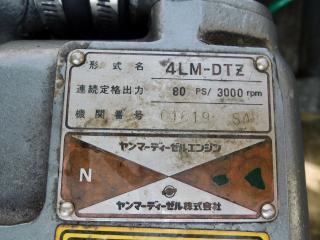 形式名 4LM-DTZ
連続定格出力 80 PS/ 3000 rpm
機関番号 01619 SA
ヤンマーディーゼルエンジン
N
ヤンマーディーゼル株式会社